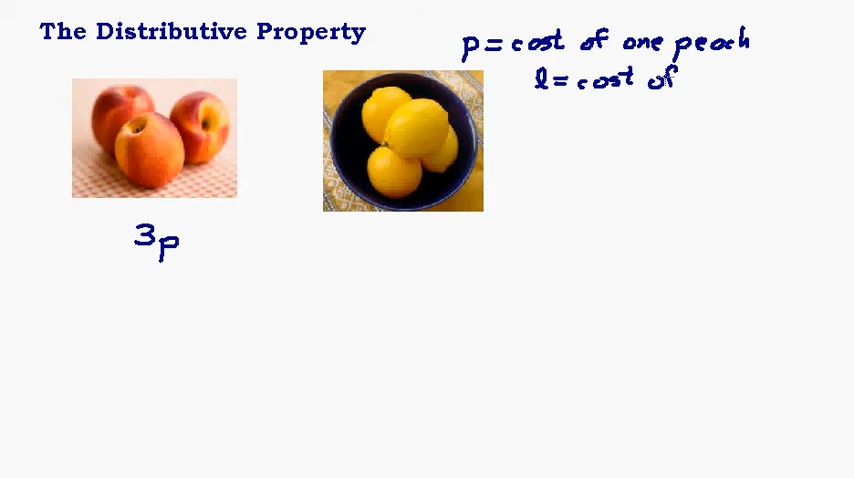 The Distributive Property
p = cost of one peach
l = cost of
3p